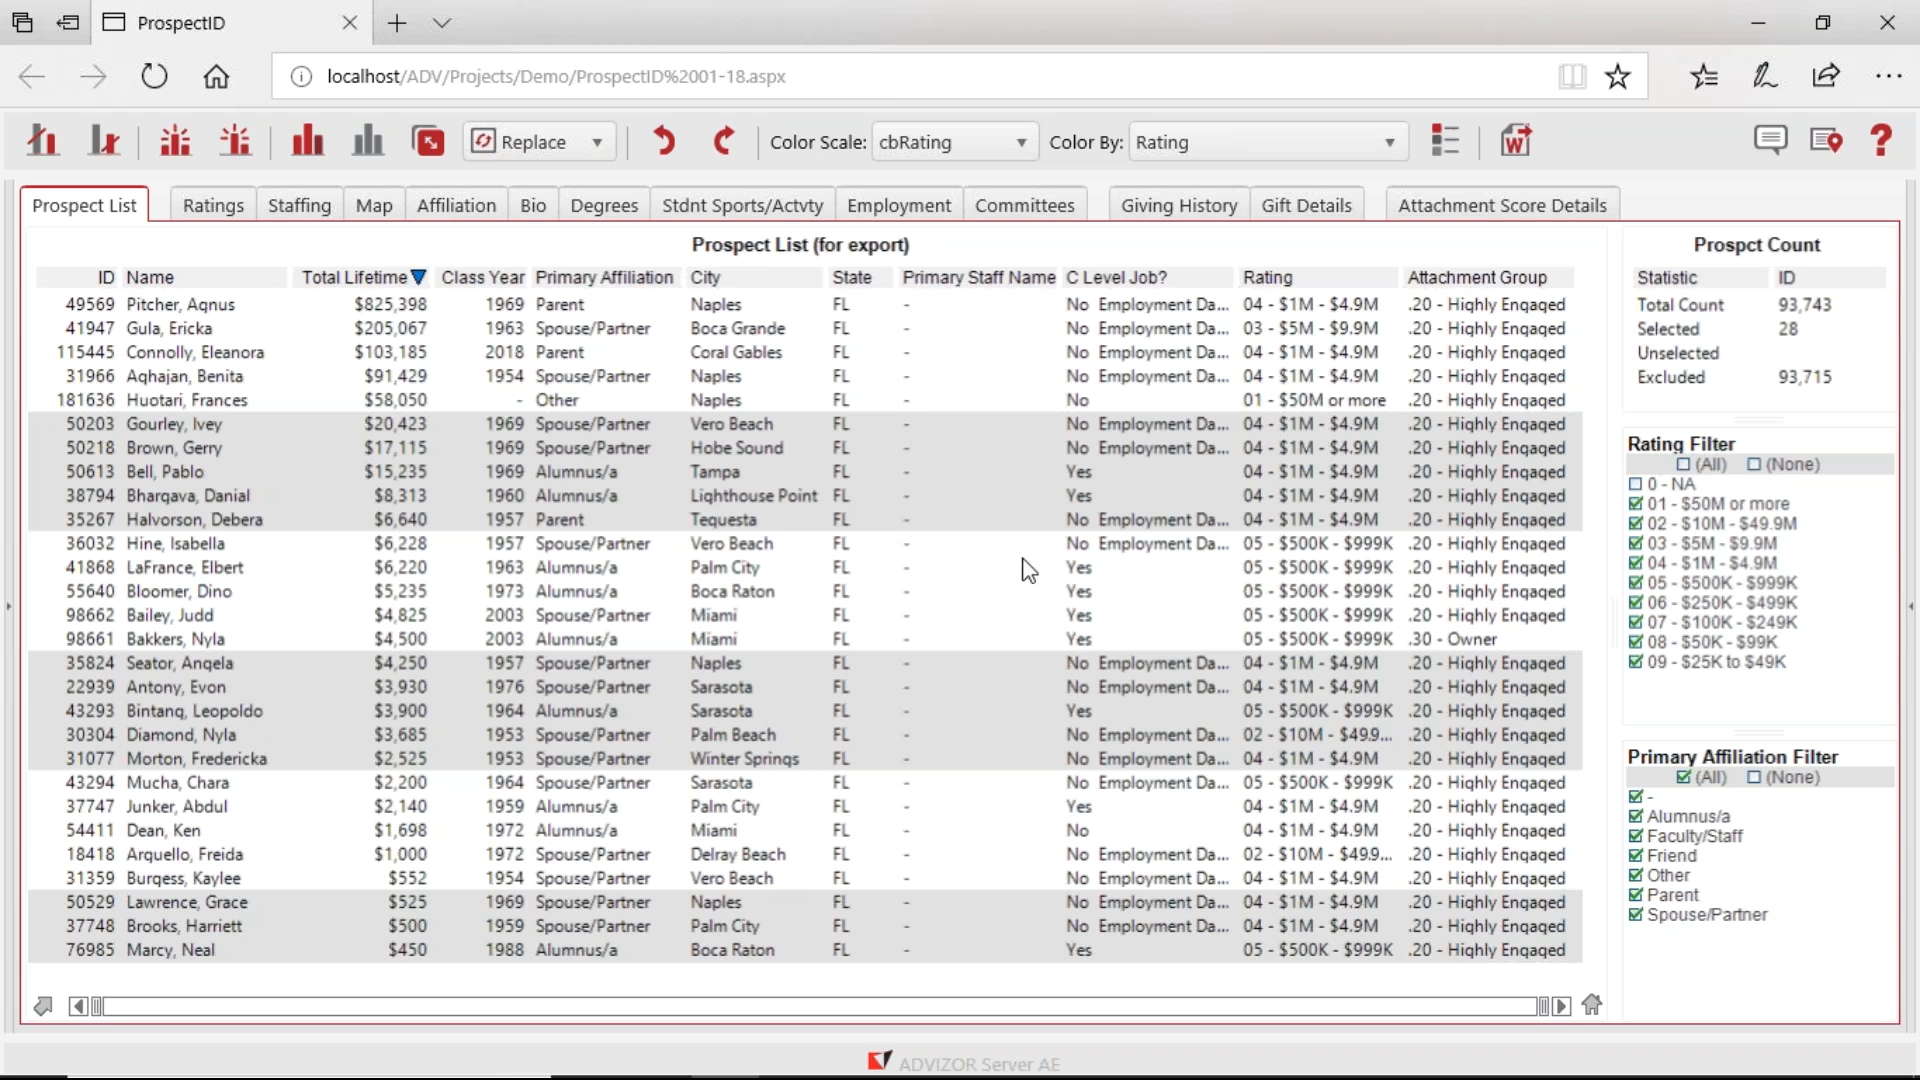 ProspectID
localhost/ADV/Projects/Demo/ProspectID%2001-18.aspx
Replace Color Scale: cbRating Color By: Rating
Prospect List Ratings Staffing Map Affiliation Bio Degrees Stdnt Sports/Actvty Employment Committees Giving History Gift Details Attachment Score Details
Prospect List (for export)
ID Name Total Lifetime Class Year Primary Affiliation City State Primary Staff Name C Level Job? Rating Attachment Group
49569 Pitcher, Agnus $825,398 1969 Parent Naples FL - No Employment Da... 04 - $1M - $4.9M .20 - Highly Engaged
41947 Gula, Ericka $205,067 1963 Spouse/Partner Boca Grande FL - No Employment Da... 03 - $5M - $9.9M .20 - Highly Engaged
115445 Connolly, Eleanora $103,185 2018 Parent Coral Gables FL - No Employment Da... 04 - $1M - $4.9M .20 - Highly Engaged
31966 Aghajan, Benita $91,429 1954 Spouse/Partner Naples FL - No Employment Da... 04 - $1M - $4.9M .20 - Highly Engaged
181636 Huotari, Frances $58,050 - Other Naples FL - No 01 - $50M or more .20 - Highly Engaged
50203 Gourley, Ivey $20,423 1969 Spouse/Partner Vero Beach FL - No Employment Da... 04 - $1M - $4.9M .20 - Highly Engaged
50218 Brown, Gerry $17,115 1969 Spouse/Partner Hobe Sound FL - No Employment Da... 04 - $1M - $4.9M .20 - Highly Engaged
50613 Bell, Pablo $15,235 1969 Alumnus/a Tampa FL - Yes 04 - $1M - $4.9M .20 - Highly Engaged
38794 Bhargava, Danial $8,313 1960 Alumnus/a Lighthouse Point FL - Yes 04 - $1M - $4.9M .20 - Highly Engaged
35267 Halvorson, Debera $6,640 1957 Parent Tequesta FL - No Employment Da... 04 - $1M - $4.9M .20 - Highly Engaged
36032 Hine, Isabella $6,228 1957 Spouse/Partner Vero Beach FL - No Employment Da... 05 - $500K - $999K .20 - Highly Engaged
41868 LaFrance, Elbert $6,220 1963 Alumnus/a Palm City FL - Yes 05 - $500K - $999K .20 - Highly Engaged
55640 Bloomer, Dino $5,235 1973 Alumnus/a Boca Raton FL - Yes 05 - $500K - $999K .20 - Highly Engaged
98662 Bailey, Judd $4,825 2003 Spouse/Partner Miami FL - Yes 05 - $500K - $999K .20 - Highly Engaged
98661 Bakkers, Nyla $4,500 2003 Alumnus/a Miami FL - Yes 05 - $500K - $999K .30 - Owner
35824 Seator, Angela $4,250 1957 Spouse/Partner Naples FL - No Employment Da... 04 - $1M - $4.9M .20 - Highly Engaged
22939 Antony, Evon $3,930 1976 Spouse/Partner Sarasota FL - No Employment Da... 04 - $1M - $4.9M .20 - Highly Engaged
43293 Bintang, Leopoldo $3,900 1964 Alumnus/a Sarasota FL - Yes 05 - $500K - $999K .20 - Highly Engaged
30304 Diamond, Nyla $3,685 1953 Spouse/Partner Palm Beach FL - No Employment Da... 02 - $10M - $49.9... .20 - Highly Engaged
31077 Morton, Fredericka $2,525 1953 Spouse/Partner Winter Springs FL - No Employment Da... 04 - $1M - $4.9M .20 - Highly Engaged
43294 Mucha, Chara $2,200 1964 Spouse/Partner Sarasota FL - No Employment Da... 05 - $500K - $999K .20 - Highly Engaged
37747 Junker, Abdul $2,140 1959 Alumnus/a Palm City FL - Yes 04 - $1M - $4.9M .20 - Highly Engaged
54411 Dean, Ken $1,698 1972 Alumnus/a Miami FL - No 04 - $1M - $4.9M .20 - Highly Engaged
18418 Arguello, Freida $1,000 1972 Spouse/Partner Delray Beach FL - No Employment Da... 02 - $10M - $49.9... .20 - Highly Engaged
31359 Burgess, Kaylee $552 1954 Spouse/Partner Vero Beach FL - No Employment Da... 04 - $1M - $4.9M .20 - Highly Engaged
50529 Lawrence, Grace $525 1969 Spouse/Partner Naples FL - No Employment Da... 04 - $1M - $4.9M .20 - Highly Engaged
37748 Brooks, Harriett $500 1959 Spouse/Partner Palm City FL - No Employment Da... 04 - $1M - $4.9M .20 - Highly Engaged
76985 Marcy, Neal $450 1988 Alumnus/a Boca Raton FL - Yes 05 - $500K - $999K .20 - Highly Engaged
Prospct Count
Statistic ID
Total Count 93,743
Selected 28
Unselected
Excluded 93,715
Rating Filter
(All) (None)
0 - NA
01 - $50M or more
02 - $10M - $49.9M
03 - $5M - $9.9M
04 - $1M - $4.9M
05 - $500K - $999K
06 - $250K - $499K
07 - $100K - $249K
08 - $50K - $99K
09 - $25K to $49K
Primary Affiliation Filter
(All) (None)
-
Alumnus/a
Faculty/Staff
Friend
Other
Parent
Spouse/Partner
ADVIZOR Server AE